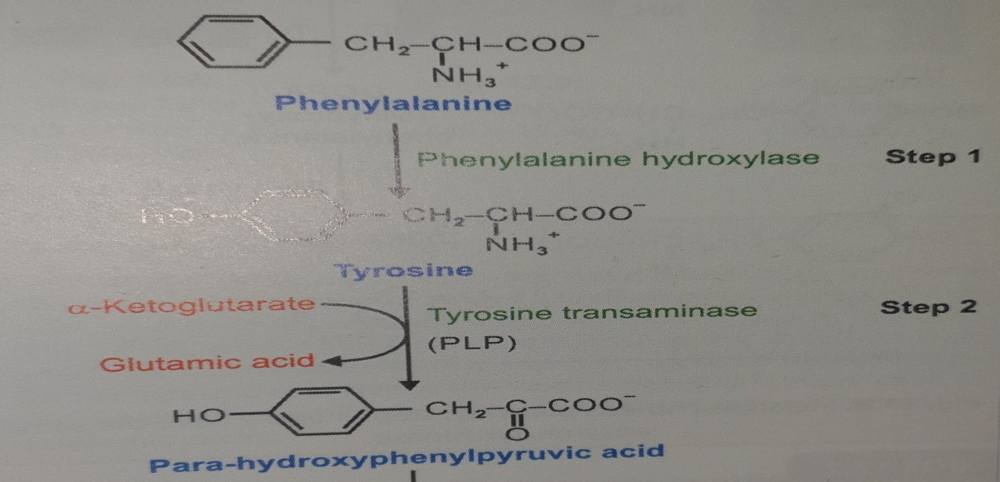 CH₂–CH–COO⁻
NH₃⁺
Phenylalanine
Phenylalanine hydroxylase Step 1
HO CH₂–CH–COO⁻
NH₃⁺
Tyrosine
α-Ketoglutarate Tyrosine transaminase Step 2
(PLP)
Glutamic acid
HO CH₂–C–COO⁻
O
Para-hydroxyphenylpyruvic acid